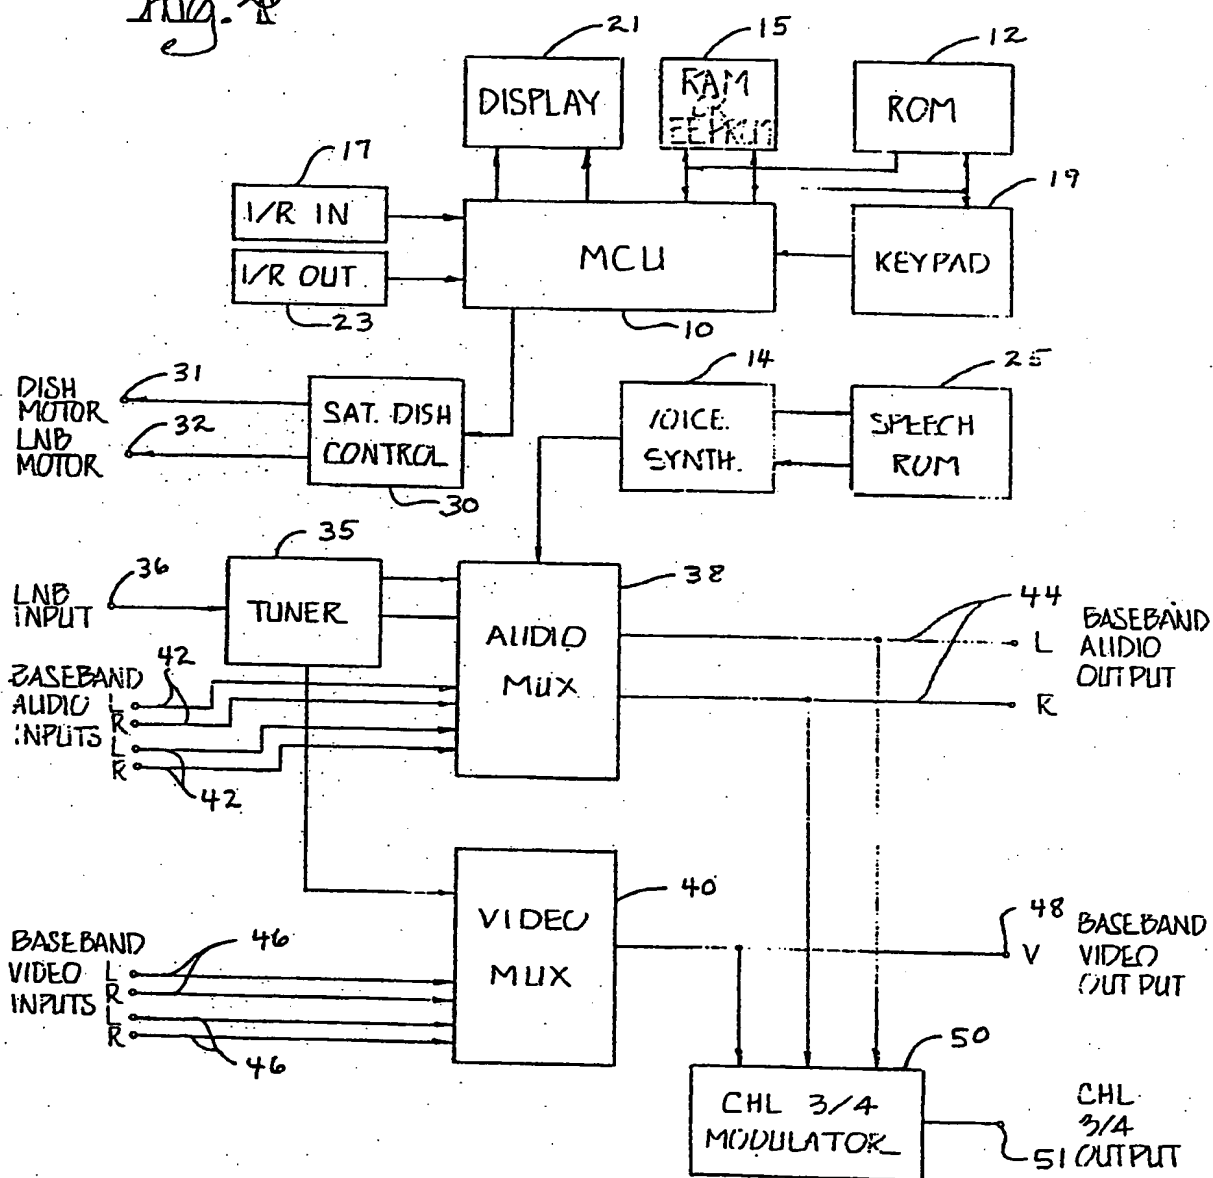 21
15
12
DISPLAY
RAM
OR
EEPROM
ROM
17
19
I/R IN
MCU
KEYPAD
I/R OUT
23
10
14
25
DISH
MOTOR
31
LNB
MOTOR
32
SAT. DISH
CONTROL
30
VOICE
SYNTH.
SPEECH
ROM
35
36
38
LNB
INPUT
TUNER
AUDIO
MUX
44
L
R
BASEBAND
AUDIO
OUTPUT
BASEBAND
AUDIO
INPUTS
42
L
R
L
R
42
VIDEO
MUX
40
48
V
BASEBAND
VIDEO
OUTPUT
BASEBAND
VIDEO
INPUTS
L
R
L
R
46
46
50
CHL 3/4
MODULATOR
51
CHL
3/4
OUTPUT